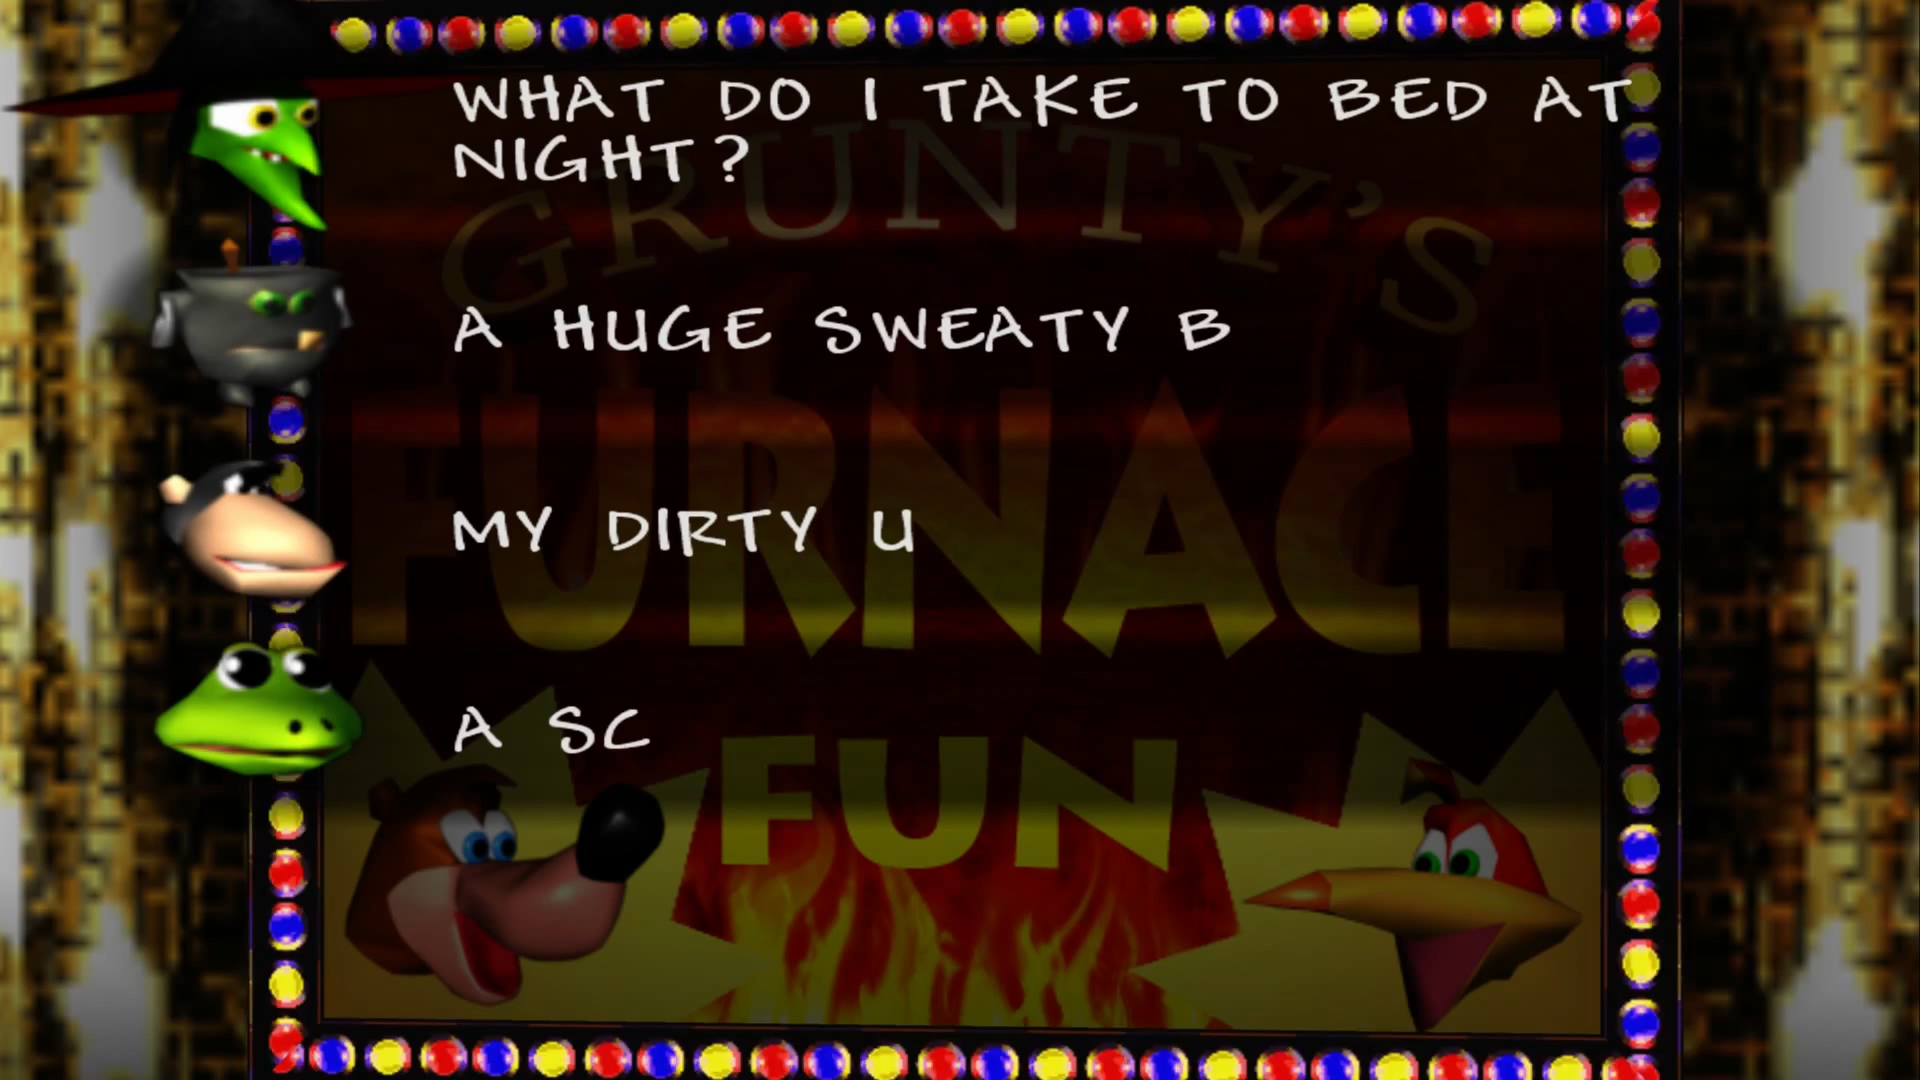 WHAT DO I TAKE TO BED AT
NIGHT?
GRUNTY'S
A HUGE SWEATY B
FURNACE
MY DIRTY U
A SC
FUN